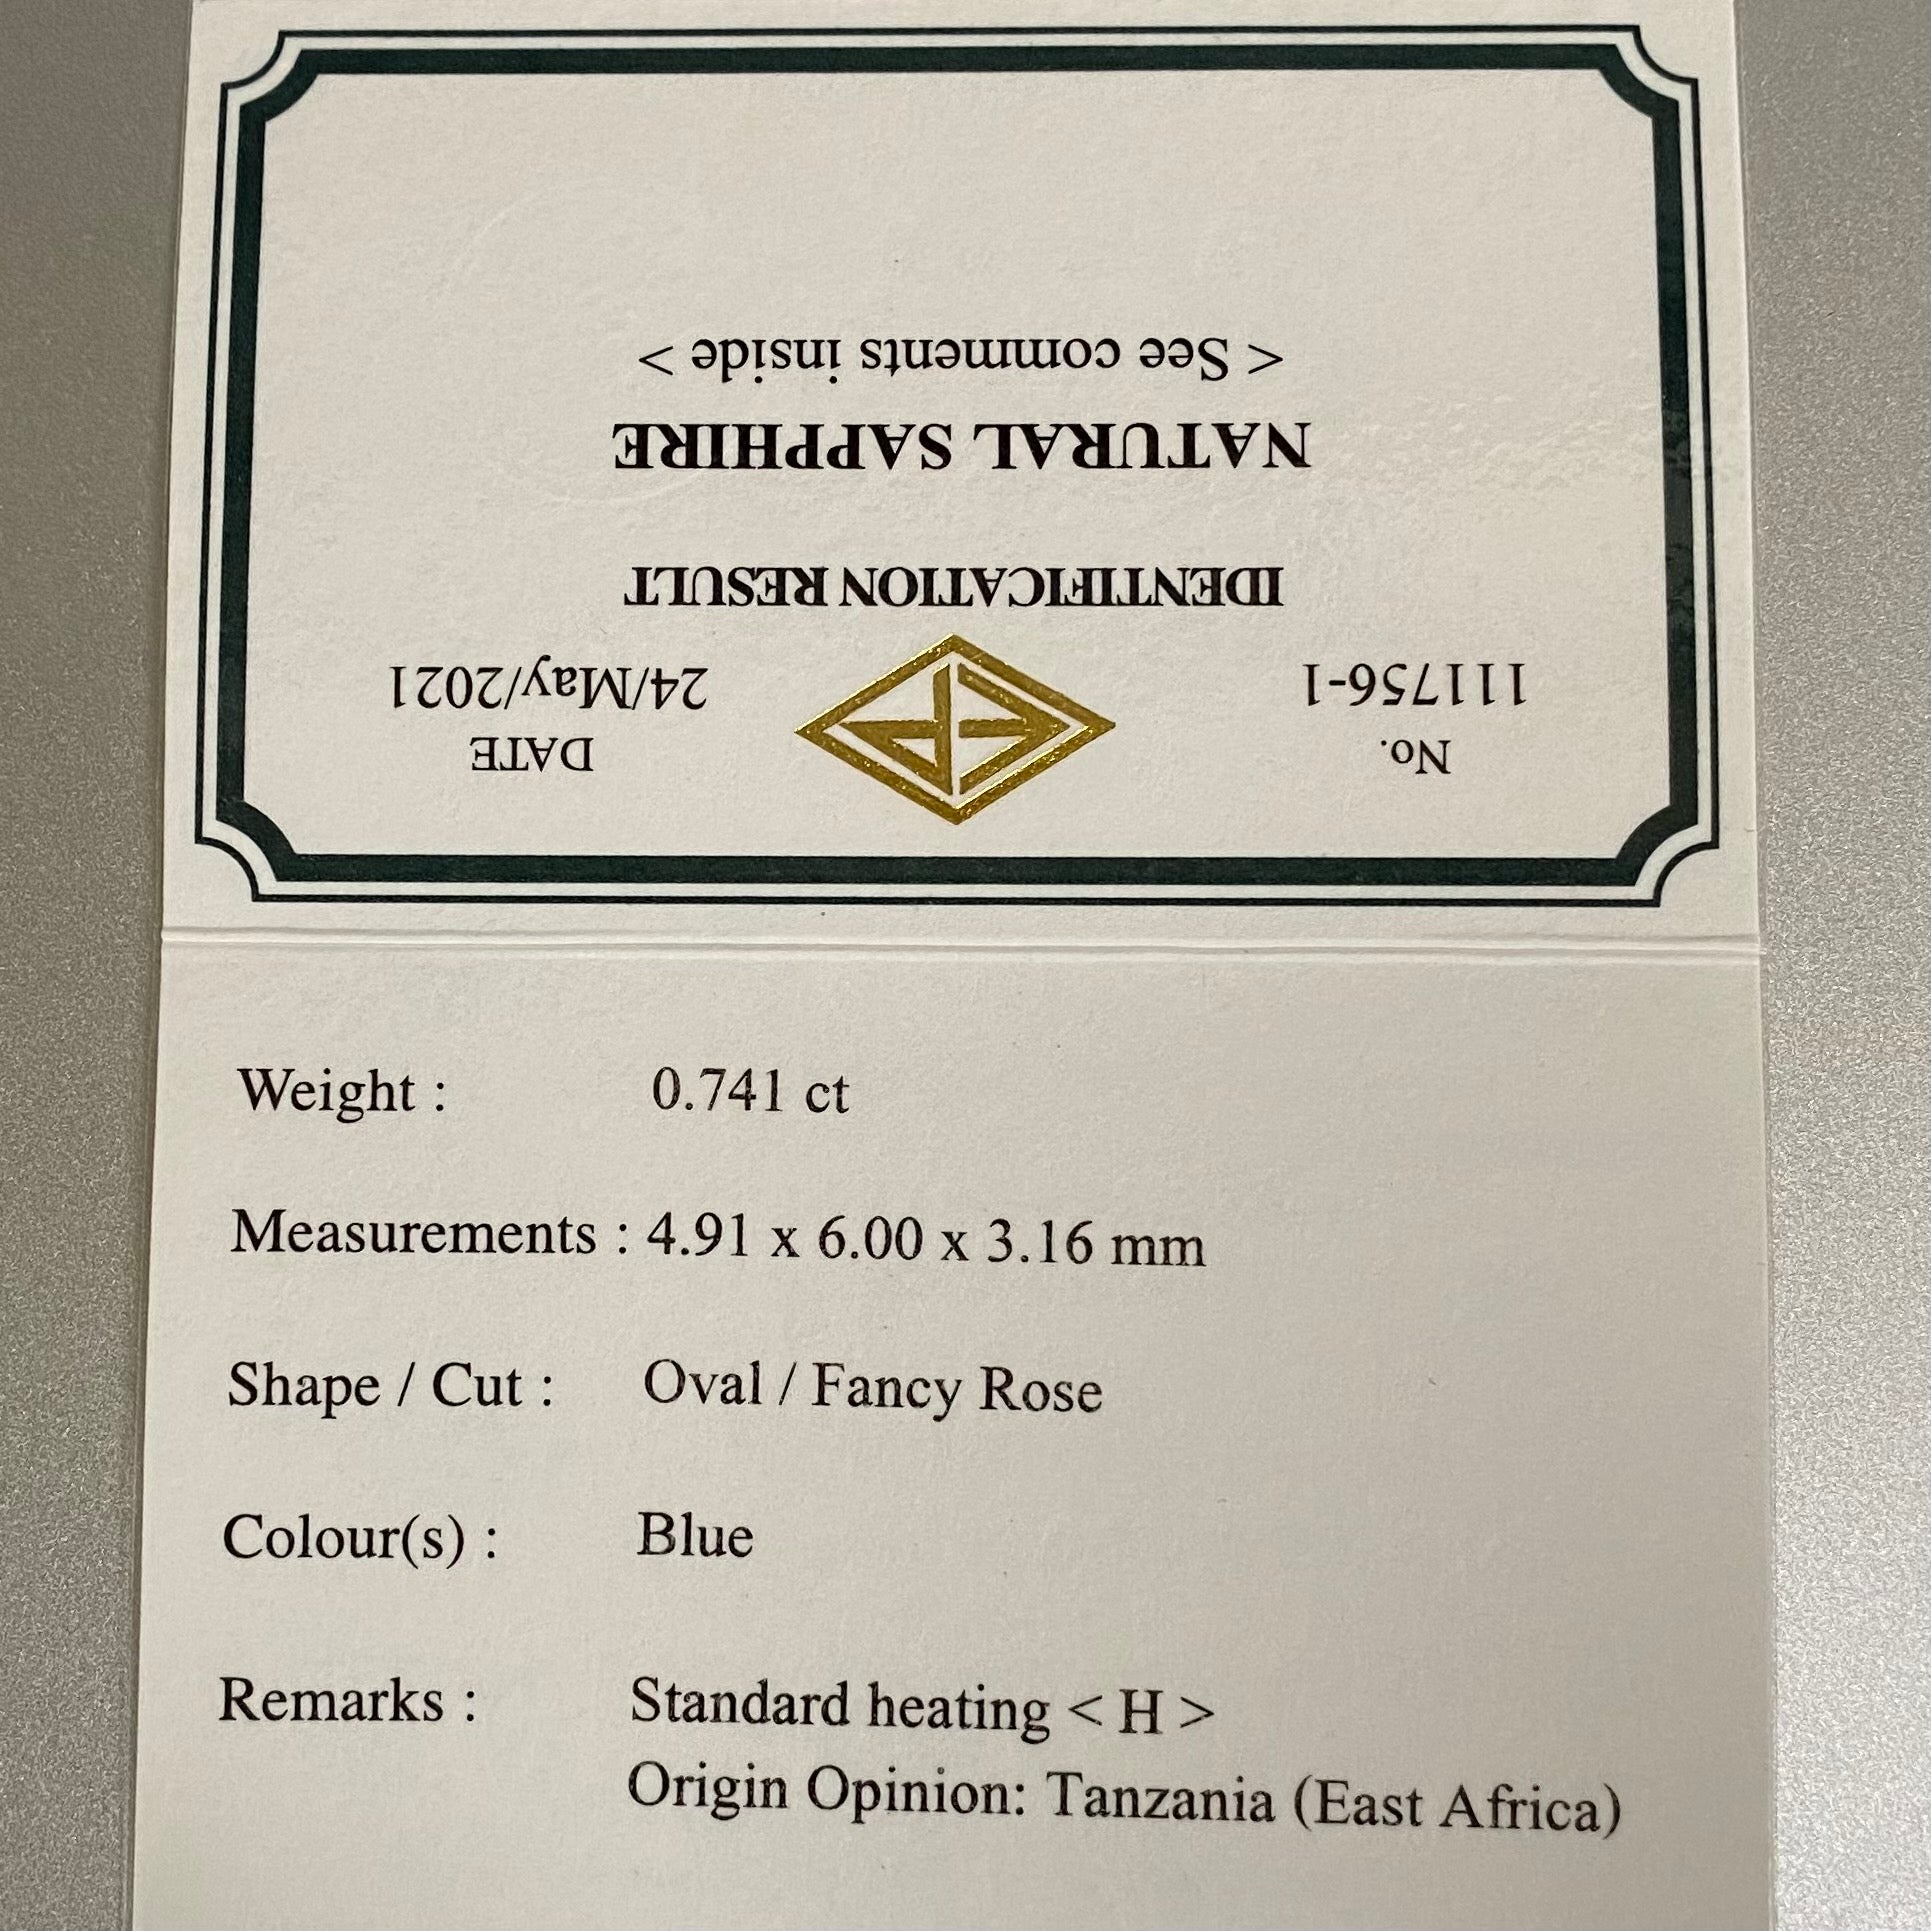 No.
DATE
111756-1
24/May/2021
IDENTIFICATION RESULT
NATURAL SAPPHIRE
< See comments inside >
Weight : 0.741 ct
Measurements : 4.91 x 6.00 x 3.16 mm
Shape / Cut : Oval / Fancy Rose
Colour(s) : Blue
Remarks : Standard heating < H >
Origin Opinion: Tanzania (East Africa)